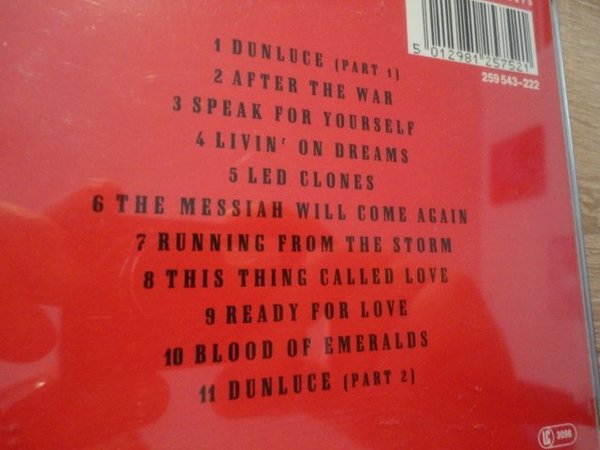 5 012981 257521
259 543-222
1 DUNLUCE (PART 1)
2 AFTER THE WAR
3 SPEAK FOR YOURSELF
4 LIVIN' ON DREAMS
5 LED CLONES
6 THE MESSIAH WILL COME AGAIN
7 RUNNING FROM THE STORM
8 THIS THING CALLED LOVE
9 READY FOR LOVE
10 BLOOD OF EMERALDS
11 DUNLUCE (PART 2)
LC 3098